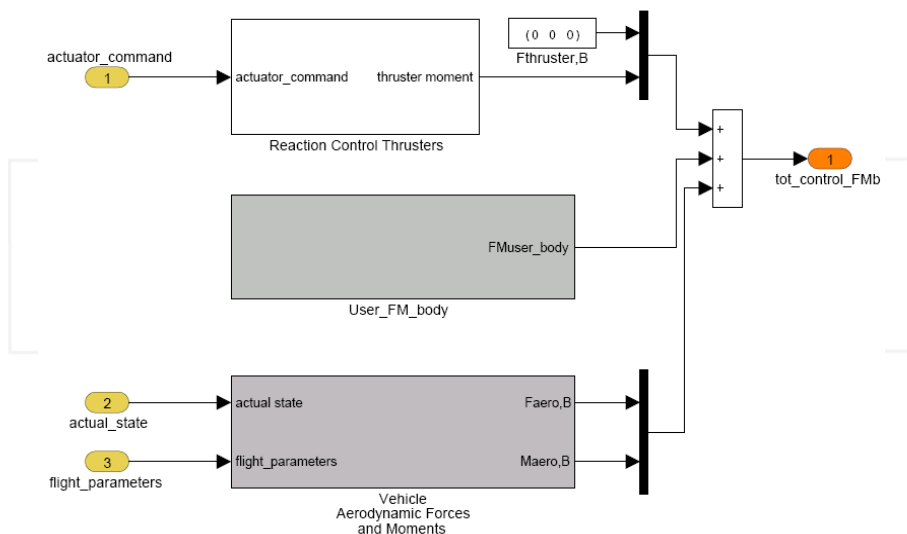 actuator_command
1
actuator_command
thruster moment
Reaction Control Thrusters
(0 0 0)
Fthruster,B
+
+
+
1
tot_control_FMb
FMuser_body
User_FM_body
2
actual_state
actual state
Faero,B
3
flight_parameters
flight_parameters
Maero,B
Vehicle
Aerodynamic Forces
and Moments